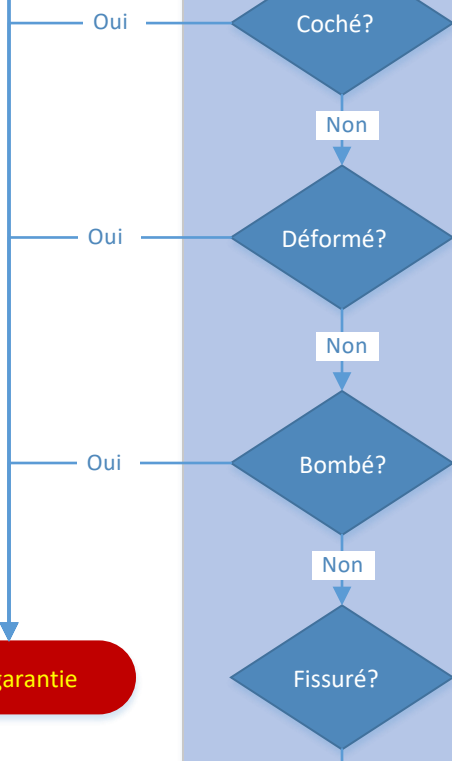 Oui
Coché?
Non
Oui
Déformé?
Non
Oui
Bombé?
Non
garantie
Fissuré?